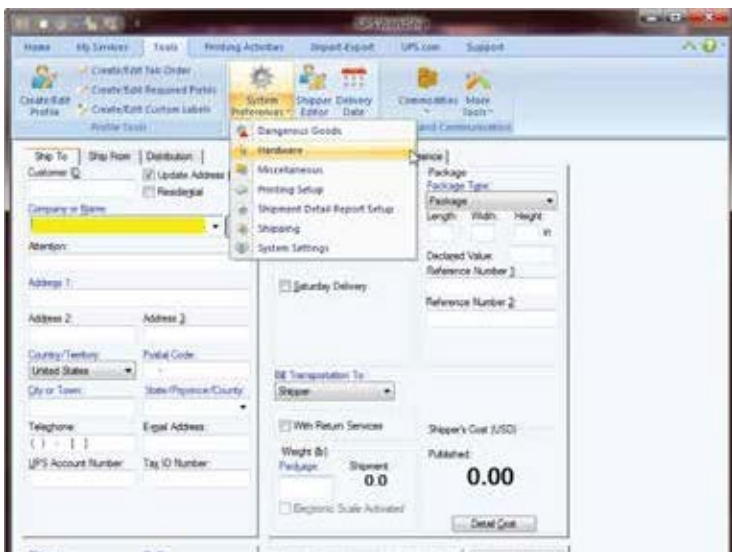 UPS WorldShip
Home My Services Tools Printing Activities Import-Export UPS.com Support
Create/Edit Profile
Create/Edit Tab Order
Create/Edit Required Fields
Create/Edit Custom Labels
System Preferences
Shipper Editor
Delivery Date
Commodities
More Tools
Profile Tools
and Communication
Dangerous Goods
Hardware
Miscellaneous
Printing Setup
Shipment Detail Report Setup
Shipping
System Settings
Ship To Ship From Distribution
Customer ID:
Update Address
Residential
Company or Name:
Attention:
Address 1:
Address 2: Address 3:
Country/Territory: Postal Code:
United States
City or Town: State/Province/County:
Telephone: E-mail Address:
( ) - [ ]
UPS Account Number: Tax ID Number:
Saturday Delivery
Bill Transportation To:
Shipper
With Return Services
Weight (lb)
Package Shipment
0.0
Electronic Scale Activated
Package
Package Type:
Package
Length Width Height
in
Declared Value:
Reference Number 1:
Reference Number 2:
Shipper's Cost (USD)
Published:
0.00
Detail Cost